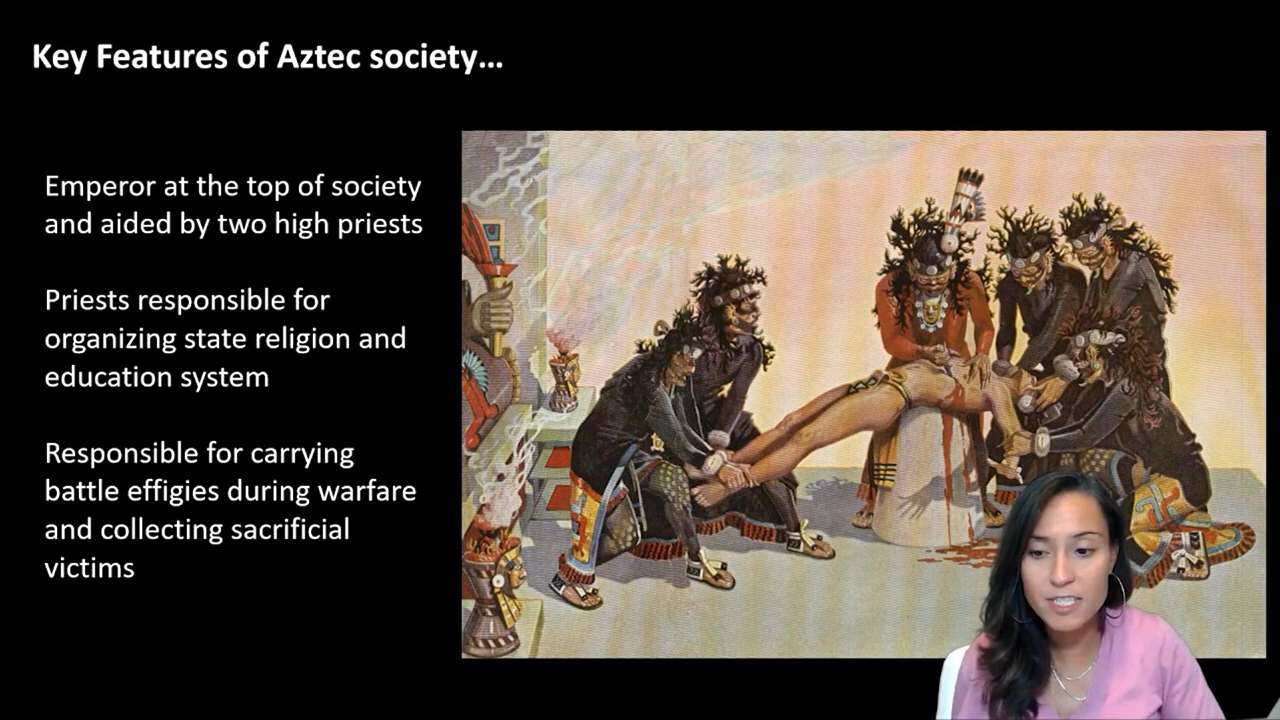 Key Features of Aztec society...
Emperor at the top of society
and aided by two high priests
Priests responsible for
organizing state religion and
education system
Responsible for carrying
battle effigies during warfare
and collecting sacrificial
victims